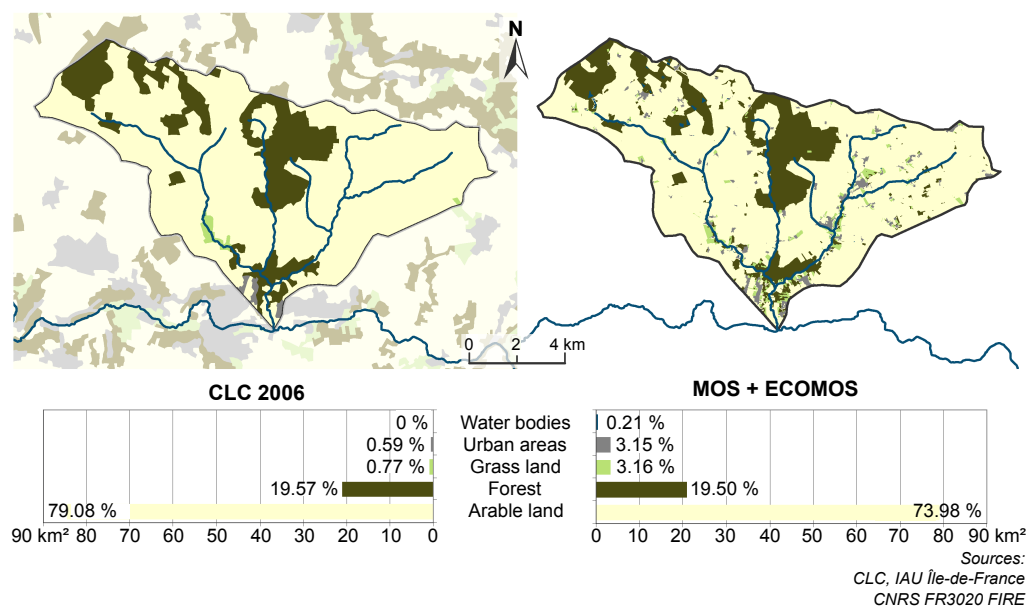 N
0 2 4 km
CLC 2006
MOS + ECOMOS
0 % Water bodies 0.21 %
0.59 % Urban areas 3.15 %
0.77 % Grass land 3.16 %
19.57 % Forest 19.50 %
79.08 % Arable land 73.98 %
90 km² 80 70 60 50 40 30 20 10 0
0 10 20 30 40 50 60 70 80 90 km²
Sources:
CLC, IAU Île-de-France
CNRS FR3020 FIRE